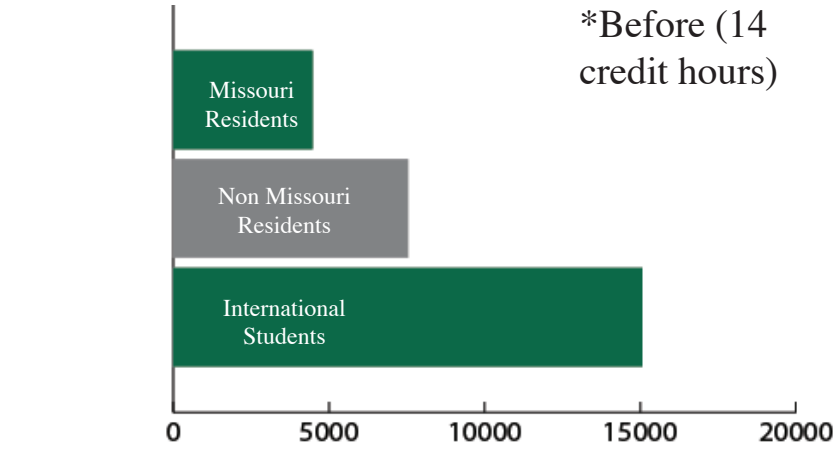 *Before (14
credit hours)
Missouri
Residents
Non Missouri
Residents
International
Students
0 5000 10000 15000 20000